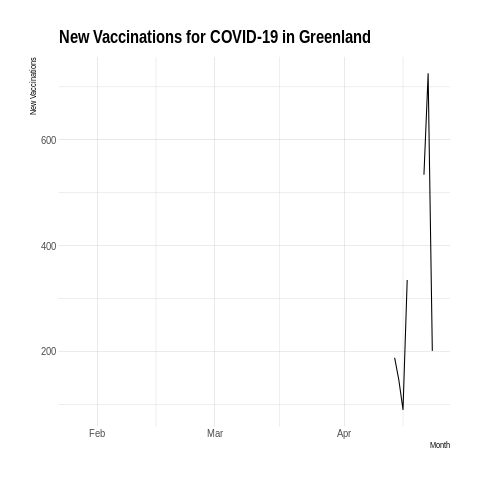 New Vaccinations for COVID-19 in Greenland
New Vaccinations
600
400
200
Feb Mar Apr
Month